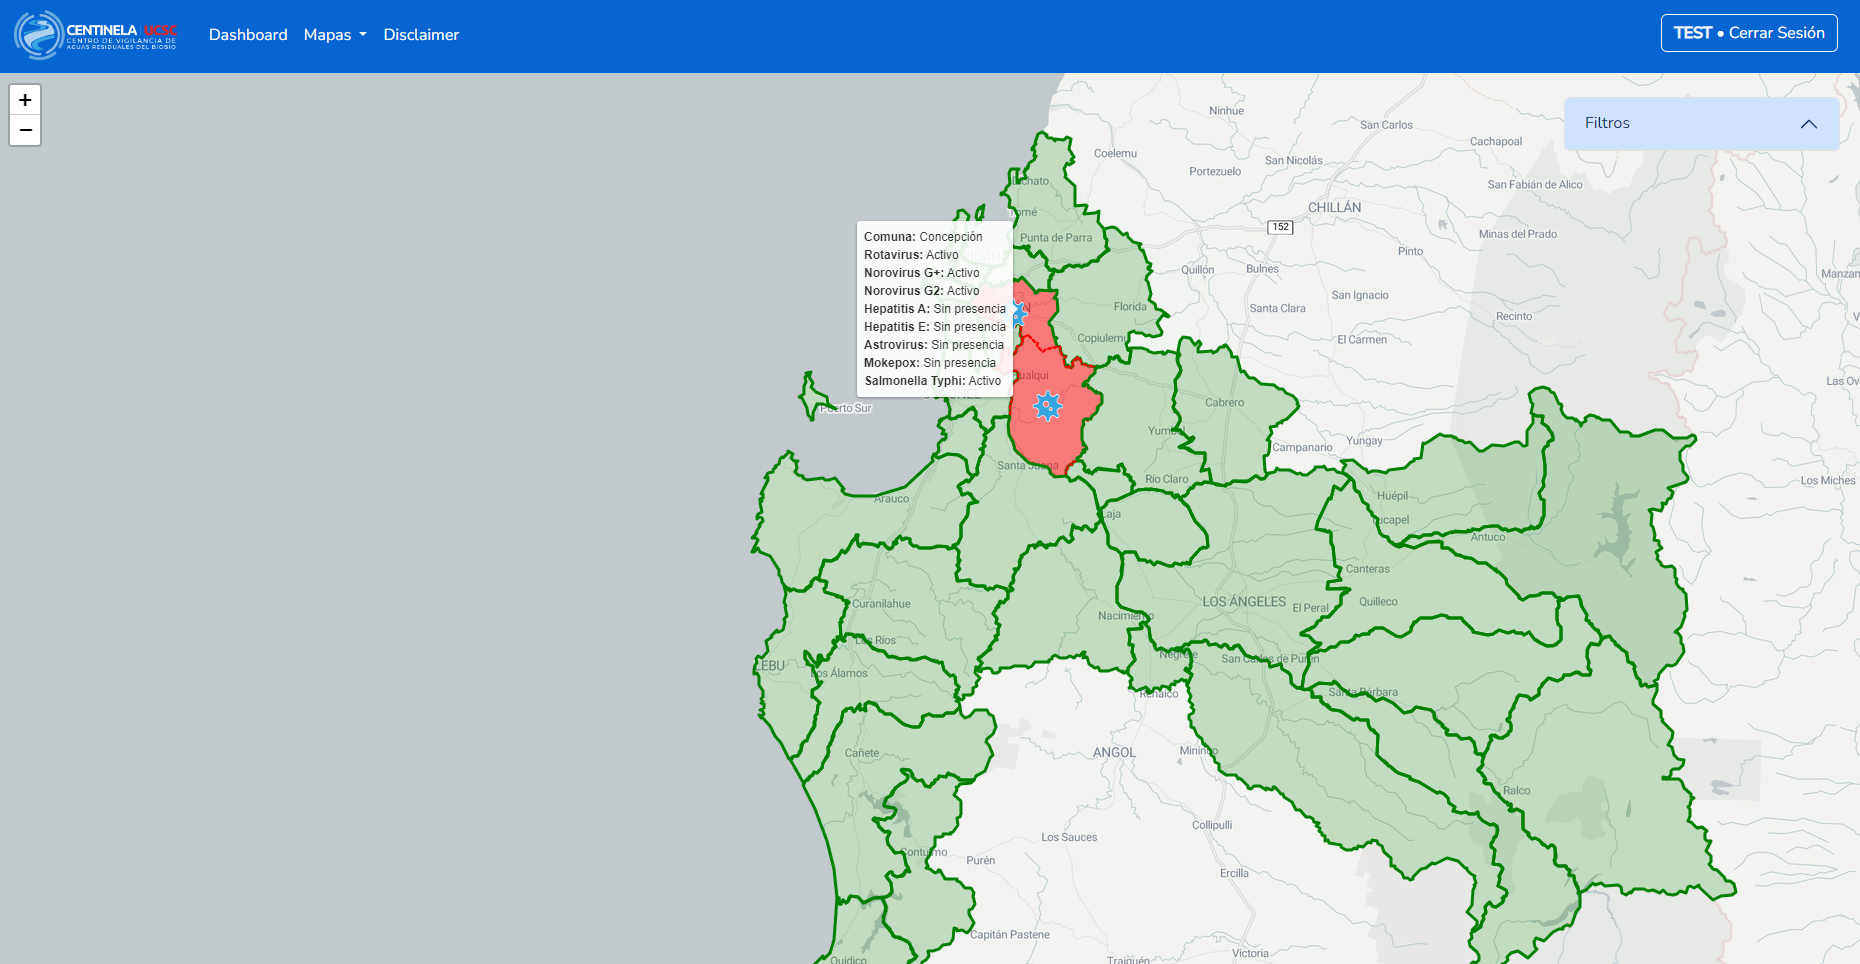 CENTINELA UCSC
CENTRO DE VIGILANCIA DE
AGUAS RESIDUALES DEL BIOBIO
Dashboard
Mapas
Disclaimer
TEST • Cerrar Sesión
+
−
Filtros
Ninhue
San Carlos
Cachapoal
Coelemu
San Nicolás
Portezuelo
San Fabián de Alico
Dichato
Tomé
CHILLÁN
152
Minas del Prado
Punta de Parra
Pinto
Quillón
Bulnes
Manzan
San Ignacio
Florida
Santa Clara
Recinto
Copiulemu
El Carmen
Comuna: Concepción
Rotavirus: Activo
Norovirus G+: Activo
Norovirus G2: Activo
Hepatitis A: Sin presencia
Hepatitis E: Sin presencia
Astrovirus: Sin presencia
Mokepox: Sin presencia
Salmonella Typhi: Activo
Hualqui
Las Ov
Puerto Sur
Cabrero
Yumbel
Campanario
Yungay
Santa Juana
Río Claro
Los Miches
Arauco
Huépil
Laja
Tucapel
Antuco
Canteras
Curanilahue
LOS ÁNGELES
El Peral
Quilleco
Nacimiento
Los Ríos
Negrete
San Carlos de Purén
LEBU
Los Álamos
Renaico
Santa Bárbara
Cañete
ANGOL
Mininco
Ralco
Collipulli
Los Sauces
Contulmo
Purén
Ercilla
Capitán Pastene
Victoria
Quidico
Traiguén